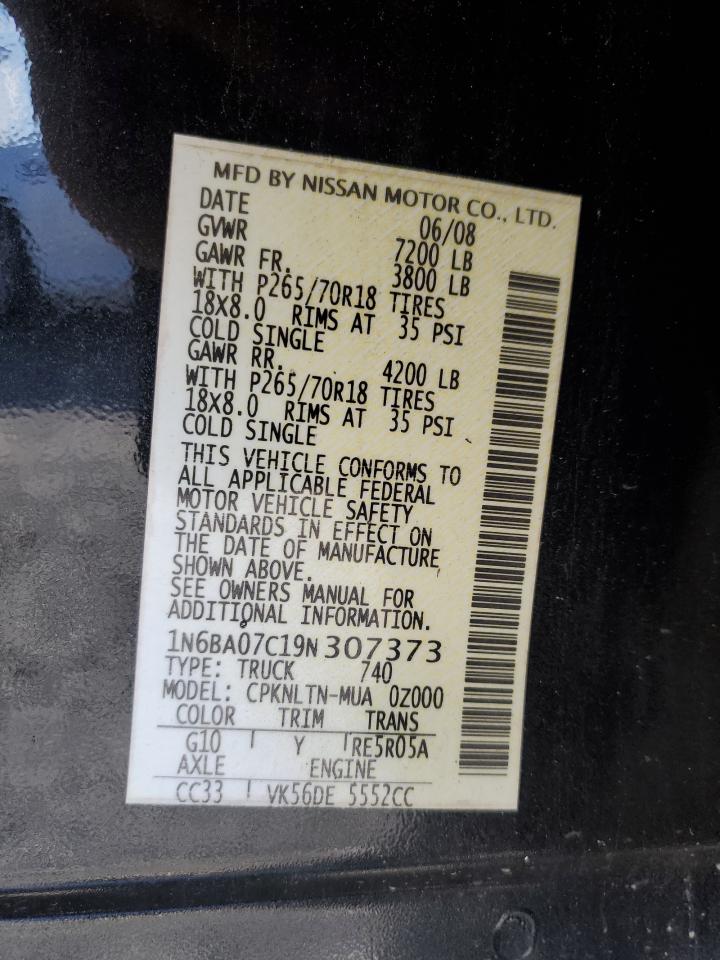 MFD BY NISSAN MOTOR CO., LTD.
DATE 06/08
GVWR 7200 LB
GAWR FR. 3800 LB
WITH P265/70R18 TIRES
18X8.0 RIMS AT 35 PSI
COLD SINGLE
GAWR RR. 4200 LB
WITH P265/70R18 TIRES
18X8.0 RIMS AT 35 PSI
COLD SINGLE
THIS VEHICLE CONFORMS TO
ALL APPLICABLE FEDERAL
MOTOR VEHICLE SAFETY
STANDARDS IN EFFECT ON
THE DATE OF MANUFACTURE
SHOWN ABOVE.
SEE OWNERS MANUAL FOR
ADDITIONAL INFORMATION.
1N6BA07C19N307373
TYPE: TRUCK 740
MODEL: CPKNLTN-MUA 0Z000
COLOR TRIM TRANS
G10 Y RE5R05A
AXLE ENGINE
CC33 VK56DE 5552CC